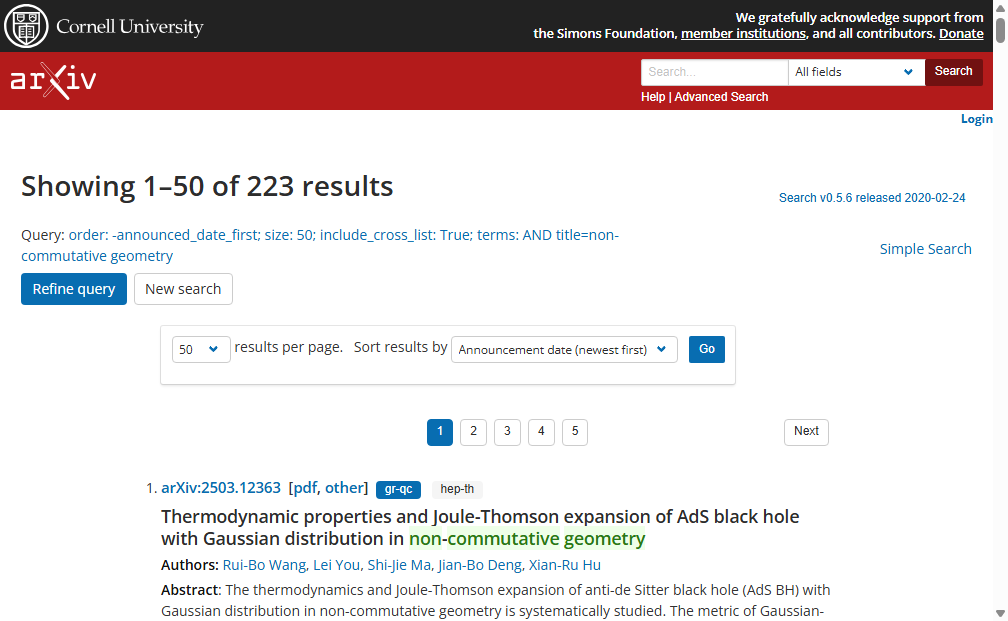 Cornell University
We gratefully acknowledge support from
the Simons Foundation, member institutions, and all contributors. Donate
arXiv
Search...
All fields
Search
Help | Advanced Search
Login
Showing 1–50 of 223 results
Search v0.5.6 released 2020-02-24
Query: order: -announced_date_first; size: 50; include_cross_list: True; terms: AND title=non-
commutative geometry
Simple Search
Refine query
New search
50 results per page. Sort results by Announcement date (newest first) Go
1 2 3 4 5 Next
1. arXiv:2503.12363 [pdf, other] gr-qc hep-th
Thermodynamic properties and Joule-Thomson expansion of AdS black hole
with Gaussian distribution in non-commutative geometry
Authors: Rui-Bo Wang, Lei You, Shi-Jie Ma, Jian-Bo Deng, Xian-Ru Hu
Abstract: The thermodynamics and Joule-Thomson expansion of anti-de Sitter black hole (AdS BH) with
Gaussian distribution in non-commutative geometry is systematically studied. The metric of Gaussian-